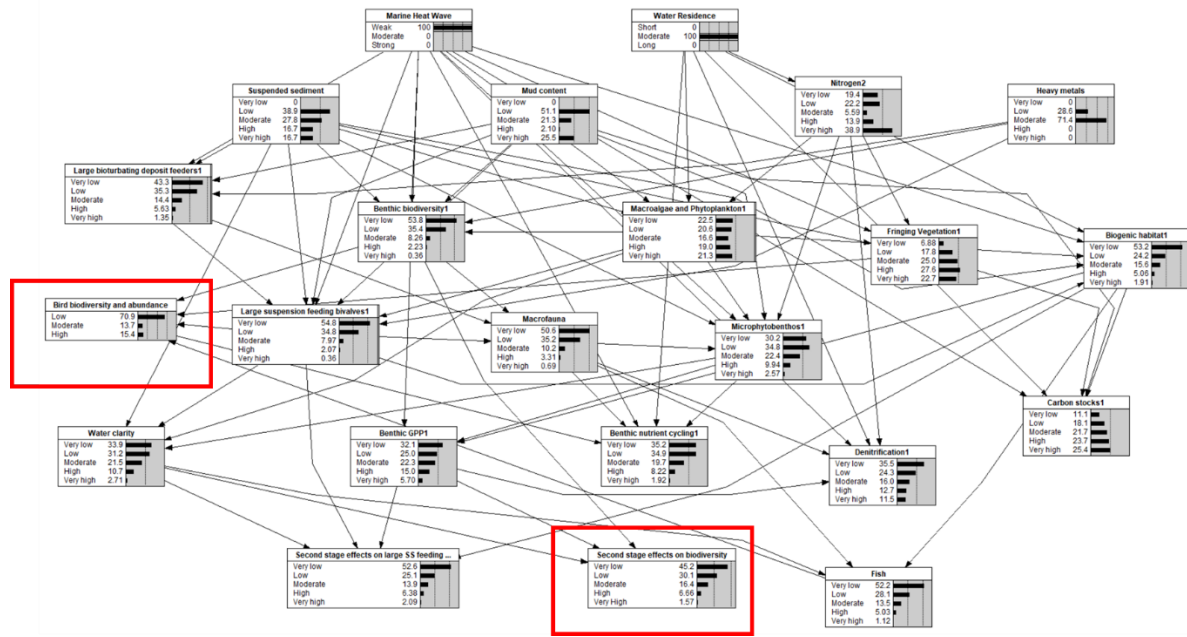 Marine Heat Wave
Weak 100
Moderate 0
Strong 0
Water Residence
Short 0
Moderate 100
Long 0
Suspended sediment
Very low 0
Low 38.9
Moderate 27.8
High 16.7
Very high 16.7
Mud content
Very low 0
Low 51.1
Moderate 21.3
High 2.10
Very high 25.5
Nitrogen2
Very low 19.4
Low 22.2
Moderate 5.59
High 13.9
Very high 38.9
Heavy metals
Very low 0
Low 28.6
Moderate 71.4
High 0
Very high 0
Large bioturbating deposit feeders1
Very low 43.3
Low 35.3
Moderate 14.4
High 5.63
Very high 1.35
Benthic biodiversity1
Very low 53.8
Low 35.4
Moderate 8.26
High 2.23
Very high 0.36
Macroalgae and Phytoplankton1
Very low 22.5
Low 20.6
Moderate 16.6
High 19.0
Very high 21.3
Fringing Vegetation1
Very low 6.88
Low 17.8
Moderate 25.0
High 27.6
Very high 22.7
Biogenic habitat1
Very low 53.2
Low 24.2
Moderate 15.6
High 5.06
Very high 1.91
Bird biodiversity and abundance
Low 70.9
Moderate 13.7
High 15.4
Large suspension feeding bivalves1
Very low 54.8
Low 34.8
Moderate 7.97
High 2.07
Very high 0.36
Macrofauna
Very low 50.6
Low 35.2
Moderate 10.2
High 3.31
Very high 0.69
Microphytobenthos1
Very low 30.2
Low 34.8
Moderate 22.4
High 9.94
Very high 2.57
Carbon stocks1
Very low 11.1
Low 18.1
Moderate 21.7
High 23.7
Very high 25.4
Water clarity
Very low 33.9
Low 31.2
Moderate 21.5
High 10.7
Very high 2.71
Benthic GPP1
Very low 32.1
Low 25.0
Moderate 22.3
High 15.0
Very high 5.70
Benthic nutrient cycling1
Very low 35.2
Low 34.9
Moderate 19.7
High 8.22
Very high 1.92
Denitrification1
Very low 35.5
Low 24.3
Moderate 16.0
High 12.7
Very high 11.5
Second stage effects on large SS feeding ...
Very low 52.6
Low 25.1
Moderate 13.9
High 6.38
Very high 2.09
Second stage effects on biodiversity
Very low 45.2
Low 30.1
Moderate 16.4
High 6.66
Very High 1.57
Fish
Very low 52.2
Low 28.1
Moderate 13.5
High 5.03
Very high 1.12